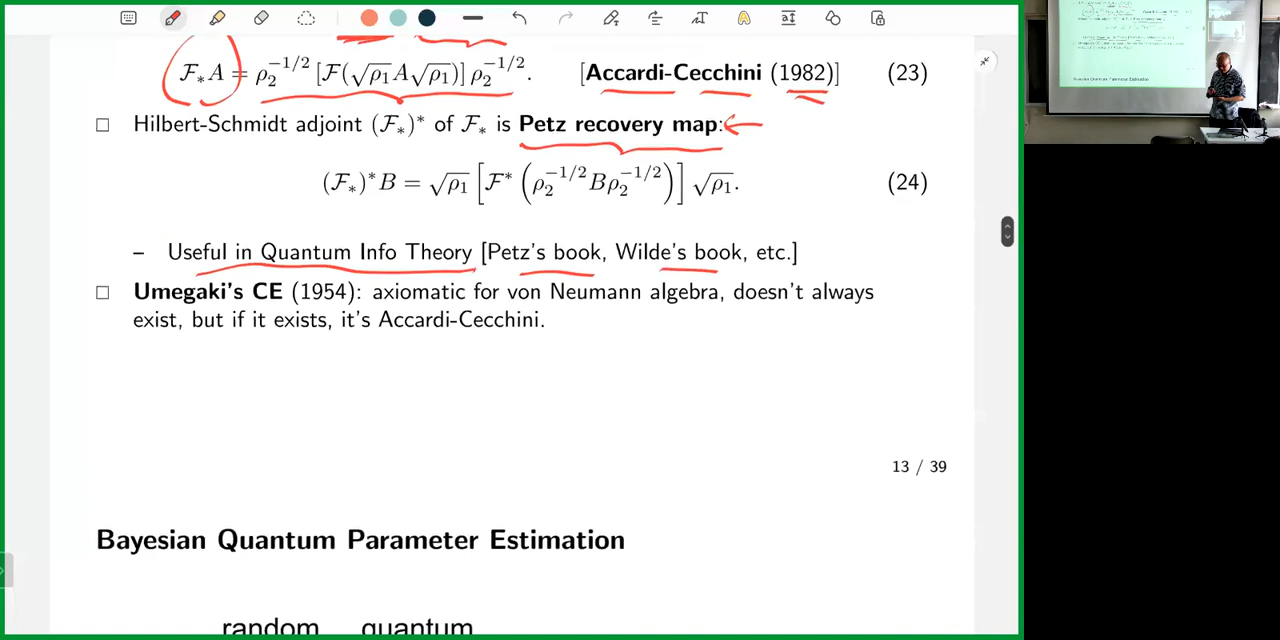 𝓕₊A = ρ₂^{-1/2} [𝓕(√ρ₁A√ρ₁)] ρ₂^{-1/2}. [Accardi-Cecchini (1982)] (23)
□ Hilbert-Schmidt adjoint (𝓕₊)* of 𝓕₊ is Petz recovery map:
(𝓕₊)*B = √ρ₁ [𝓕* (ρ₂^{-1/2}Bρ₂^{-1/2})] √ρ₁. (24)
– Useful in Quantum Info Theory [Petz's book, Wilde's book, etc.]
□ Umegaki's CE (1954): axiomatic for von Neumann algebra, doesn't always
exist, but if it exists, it's Accardi-Cecchini.
13 / 39
Bayesian Quantum Parameter Estimation
random quantum